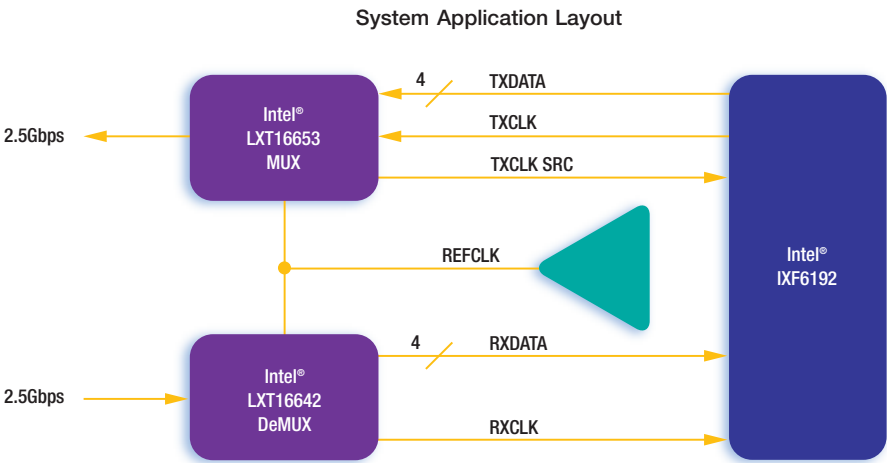 System Application Layout
4
TXDATA
Intel®
LXT16653
MUX
2.5Gbps
TXCLK
TXCLK SRC
REFCLK
Intel®
IXF6192
4
RXDATA
Intel®
LXT16642
DeMUX
2.5Gbps
RXCLK